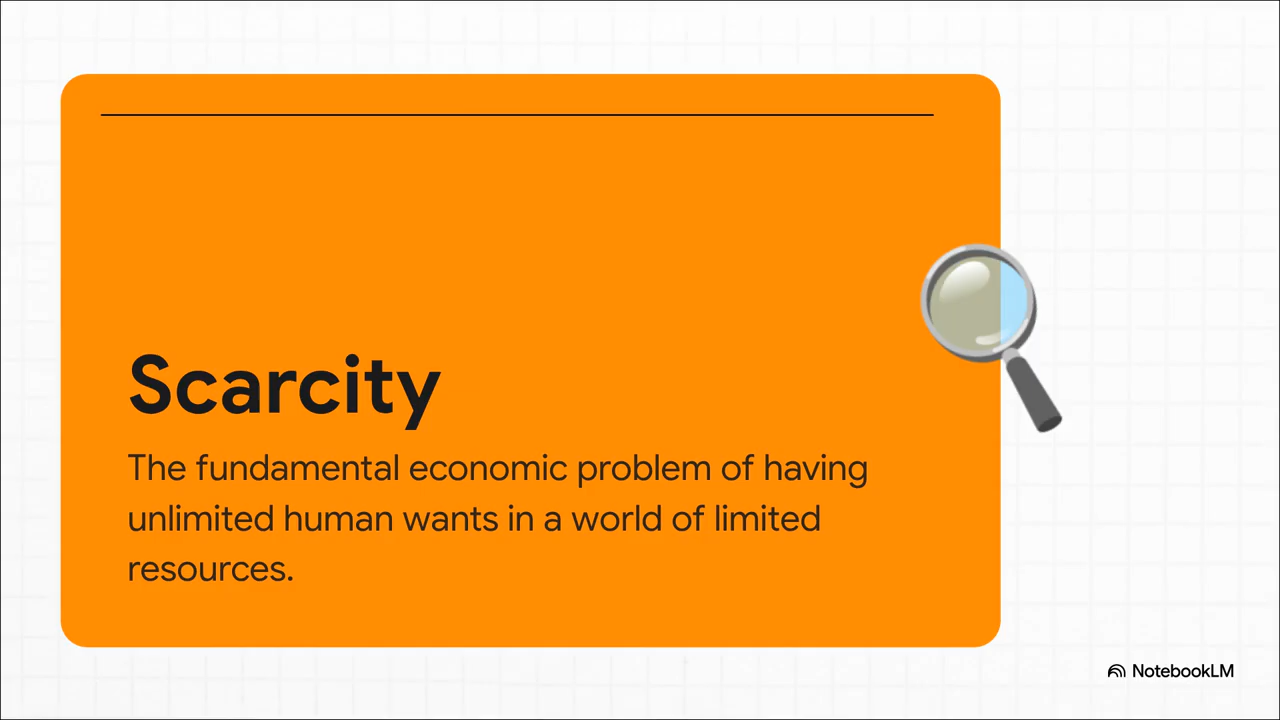 Scarcity
The fundamental economic problem of having
unlimited human wants in a world of limited
resources.
NotebookLM